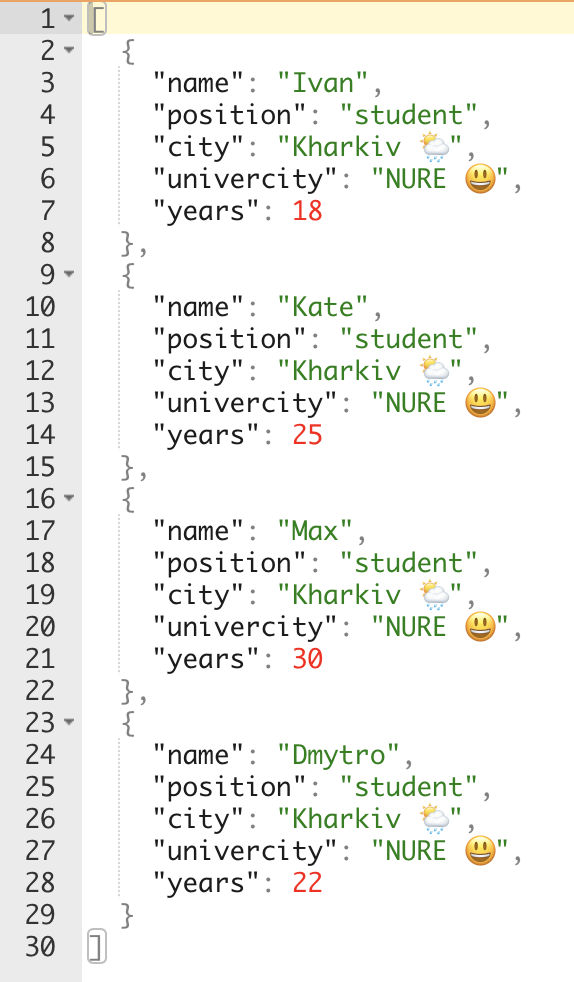 1 [
2 {
3 "name": "Ivan",
4 "position": "student",
5 "city": "Kharkiv 🌦️",
6 "univercity": "NURE 😃",
7 "years": 18
8 },
9 {
10 "name": "Kate",
11 "position": "student",
12 "city": "Kharkiv 🌦️",
13 "univercity": "NURE 😃",
14 "years": 25
15 },
16 {
17 "name": "Max",
18 "position": "student",
19 "city": "Kharkiv 🌦️",
20 "univercity": "NURE 😃",
21 "years": 30
22 },
23 {
24 "name": "Dmytro",
25 "position": "student",
26 "city": "Kharkiv 🌦️",
27 "univercity": "NURE 😃",
28 "years": 22
29 }
30 ]